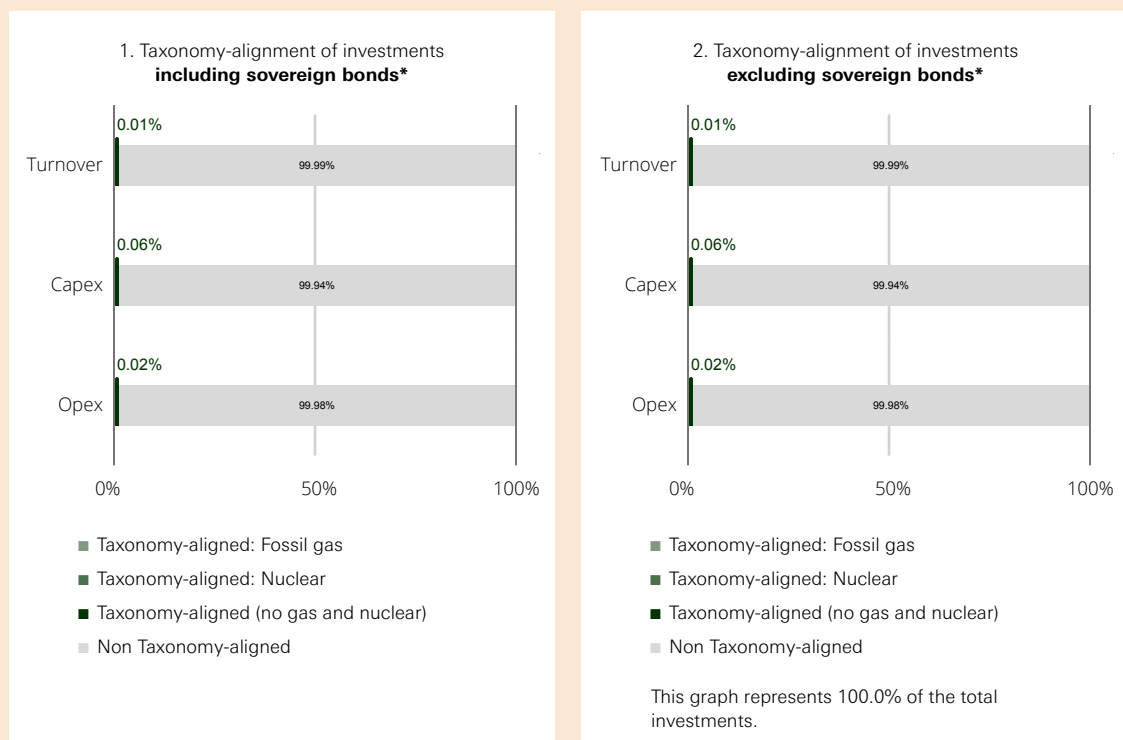 1. Taxonomy-alignment of investments
including sovereign bonds*
0.01%
Turnover
99.99%
0.06%
Capex
99.94%
0.02%
Opex
99.98%
0%
50%
100%
Taxonomy-aligned: Fossil gas
Taxonomy-aligned: Nuclear
Taxonomy-aligned (no gas and nuclear)
Non Taxonomy-aligned
2. Taxonomy-alignment of investments
excluding sovereign bonds*
0.01%
Turnover
99.99%
0.06%
Capex
99.94%
0.02%
Opex
99.98%
0%
50%
100%
Taxonomy-aligned: Fossil gas
Taxonomy-aligned: Nuclear
Taxonomy-aligned (no gas and nuclear)
Non Taxonomy-aligned
This graph represents 100.0% of the total
investments.